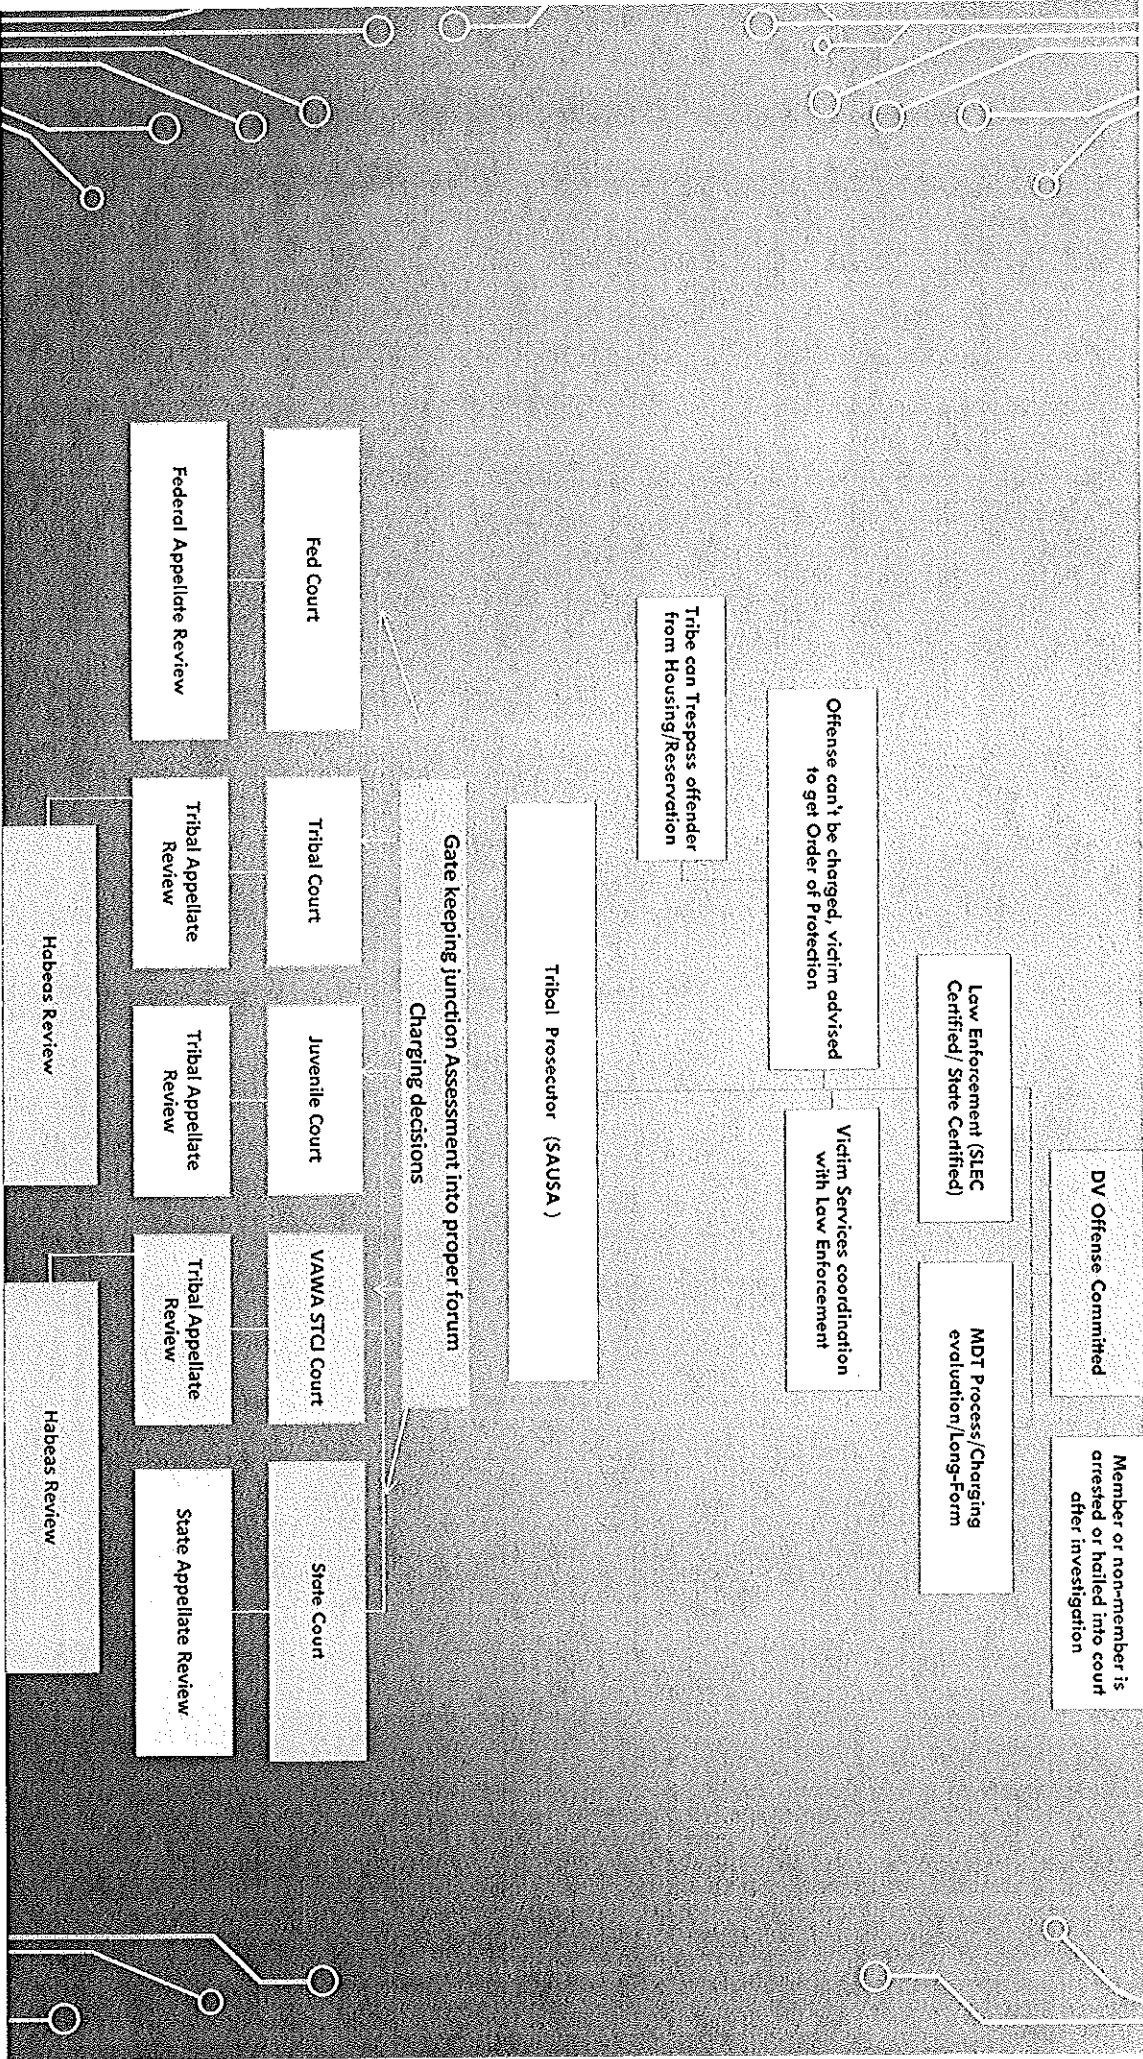 DV Offense Committed
Member or non-member is
arrested or hailed into court
after investigation
Law Enforcement (SLEC
Certified/ State Certified)
MDT Process/Charging
evaluation/Long-Form
Offense can't be charged, victim advised
to get Order of Protection
Victim Services coordination
with Law Enforcement
Tribe can Trespass offender
from Housing/Reservation
Tribal Prosecutor (SAUSA )
Gate keeping junction Assessment into proper forum
Charging decisions
Fed Court
Tribal Court
Juvenile Court
VAWA STCJ Court
State Court
Federal Appellate Review
Tribal Appellate
Review
Tribal Appellate
Review
Tribal Appellate
Review
State Appellate Review
Habeas Review
Habeas Review